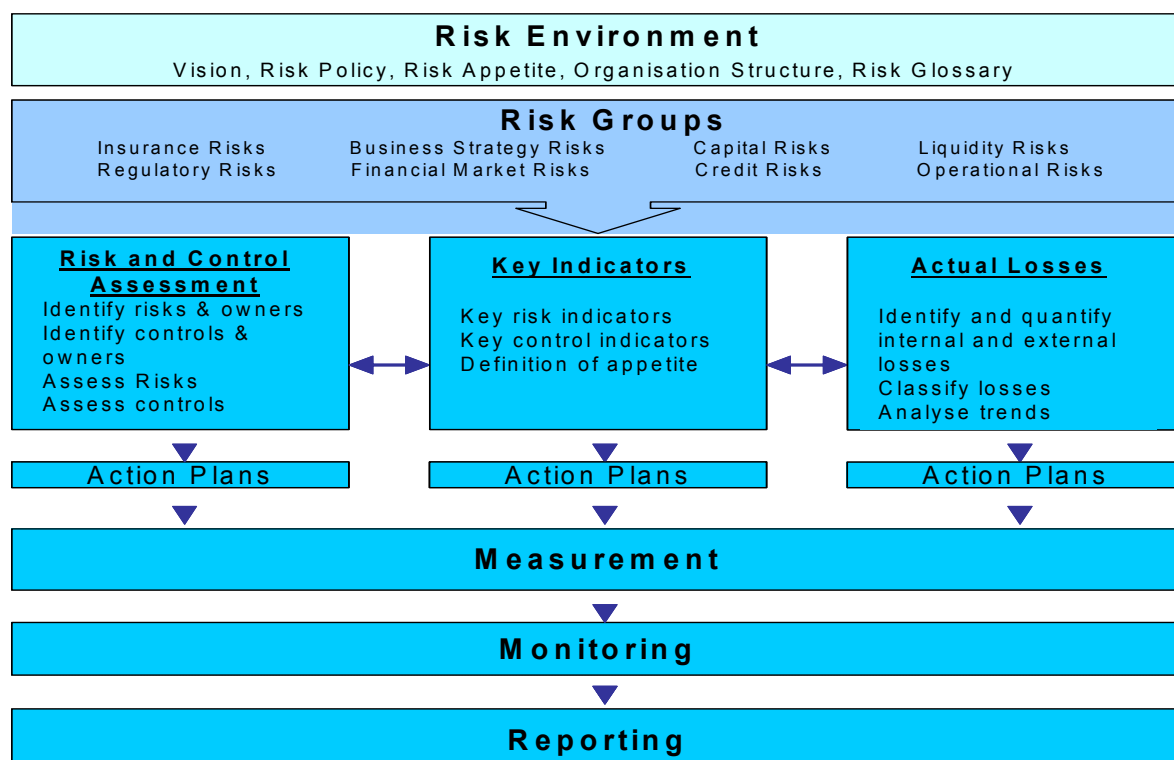 Risk Environment
Vision, Risk Policy, Risk Appetite, Organisation Structure, Risk Glossary
Risk Groups
Insurance Risks Business Strategy Risks Capital Risks Liquidity Risks
Regulatory Risks Financial Market Risks Credit Risks Operational Risks
Risk and Control
Assessment
Identify risks & owners
Identify controls &
owners
Assess Risks
Assess controls
Key Indicators
Key risk indicators
Key control indicators
Definition of appetite
Actual Losses
Identify and quantify
internal and external
losses
Classify losses
Analyse trends
Action Plans
Action Plans
Action Plans
Measurement
Monitoring
Reporting